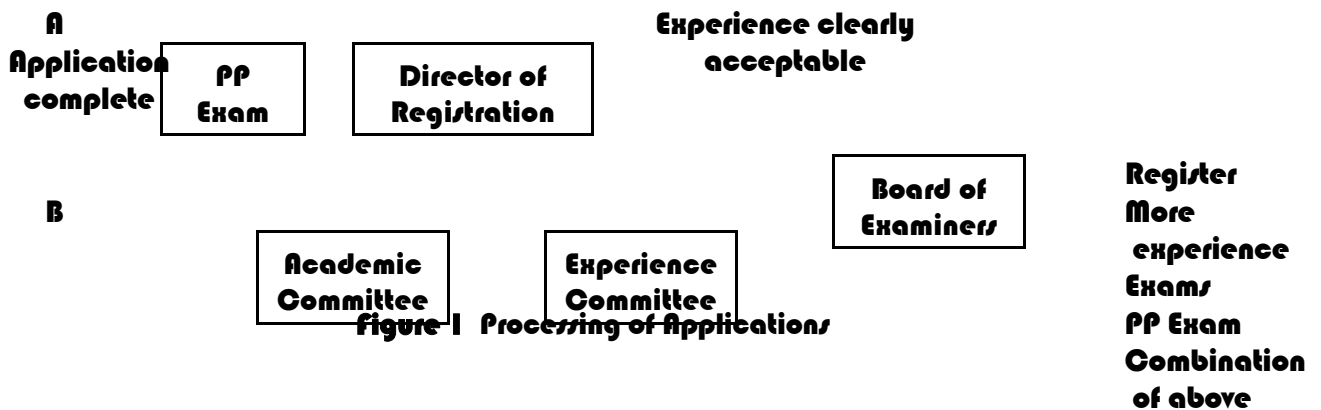 A
Application
complete
PP
Exam
Director of
Registration
Experience clearly
acceptable
B
Academic
Committee
Experience
Committee
Board of
Examiners
Register
More
experience
Exams
PP Exam
Combination
of above
Figure 1 Processing of Applications